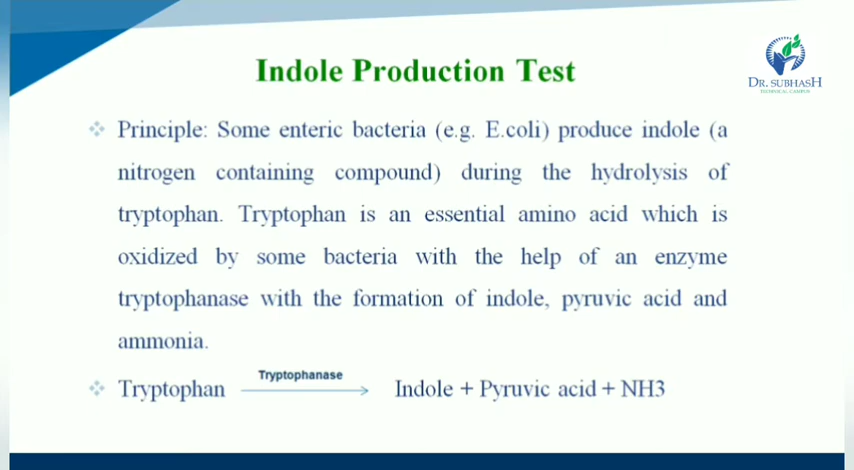 Indole Production Test
DR. SUBHASH
TECHNICAL CAMPUS
Principle: Some enteric bacteria (e.g. E.coli) produce indole (a
nitrogen containing compound) during the hydrolysis of
tryptophan. Tryptophan is an essential amino acid which is
oxidized by some bacteria with the help of an enzyme
tryptophanase with the formation of indole, pyruvic acid and
ammonia.
Tryptophanase
Tryptophan Indole + Pyruvic acid + NH3